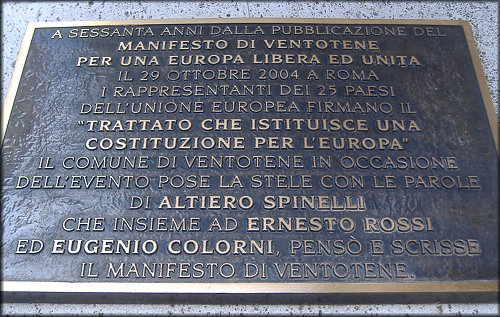 A SESSANTA ANNI DALLA PUBBLICAZIONE DEL
MANIFESTO DI VENTOTENE
PER UNA EUROPA LIBERA ED UNITA
IL 29 OTTOBRE 2004 A ROMA
I RAPPRESENTANTI DEI 25 PAESI
DELL'UNIONE EUROPEA FIRMANO IL
"TRATTATO CHE ISTITUISCE UNA
COSTITUZIONE PER L'EUROPA"
IL COMUNE DI VENTOTENE IN OCCASIONE
DELL'EVENTO POSE LA STELE CON LE PAROLE
DI ALTIERO SPINELLI
CHE INSIEME AD ERNESTO ROSSI
ED EUGENIO COLORNI, PENSÒ E SCRISSE
IL MANIFESTO DI VENTOTENE.